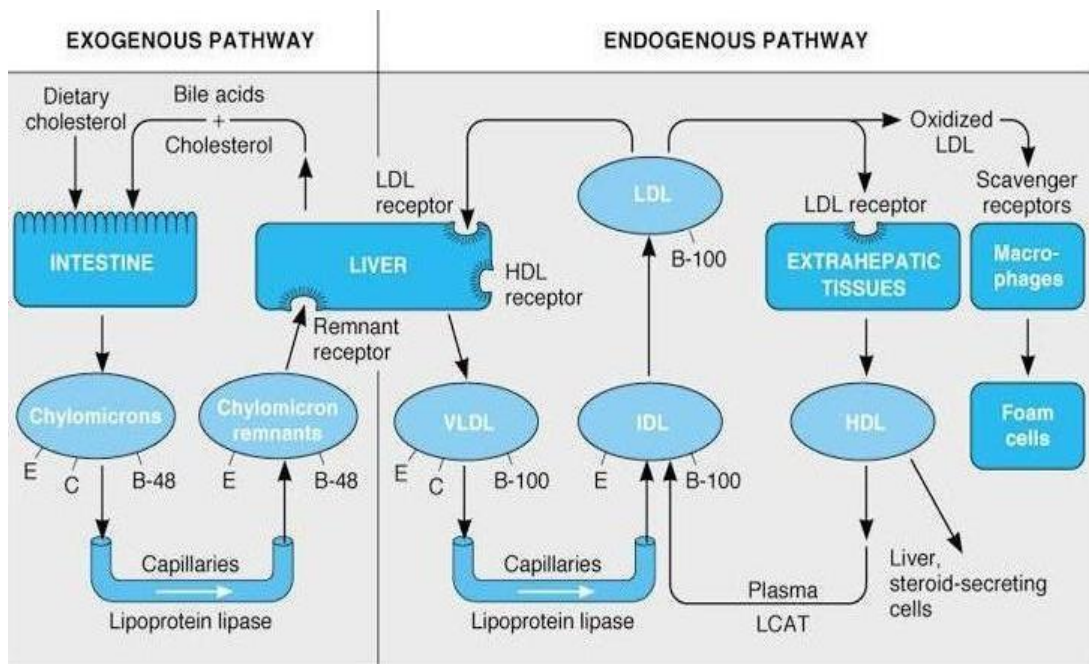 EXOGENOUS PATHWAY
ENDOGENOUS PATHWAY
Dietary
cholesterol
Bile acids
+
Cholesterol
INTESTINE
LIVER
LDL
receptor
HDL
receptor
Remnant
receptor
Chylomicrons
E
C
B-48
Chylomicron
remnants
E
B-48
Capillaries
Lipoprotein lipase
LDL
B-100
Oxidized
LDL
Scavenger
receptors
LDL receptor
EXTRAHEPATIC
TISSUES
Macro-
phages
VLDL
E
C
B-100
IDL
E
B-100
HDL
Foam
cells
Capillaries
Lipoprotein lipase
Plasma
LCAT
Liver,
steroid-secreting
cells